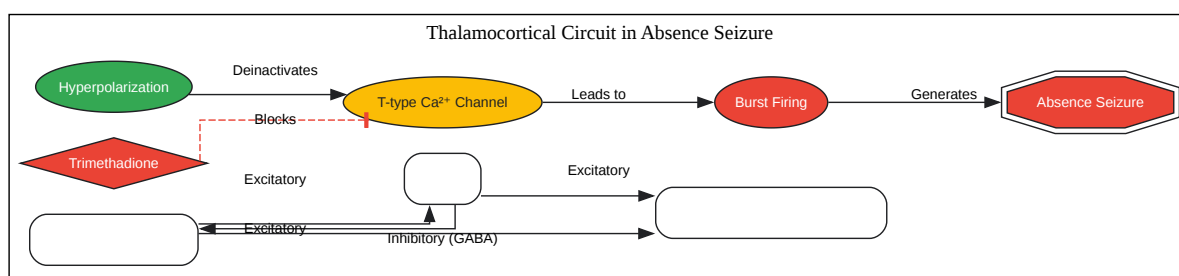 Thalamocortical Circuit in Absence Seizure
Hyperpolarization
Deinactivates
T-type Ca²⁺ Channel
Leads to
Burst Firing
Generates
Absence Seizure
Blocks
Trimethadione
Excitatory
Excitatory
Excitatory
Inhibitory (GABA)